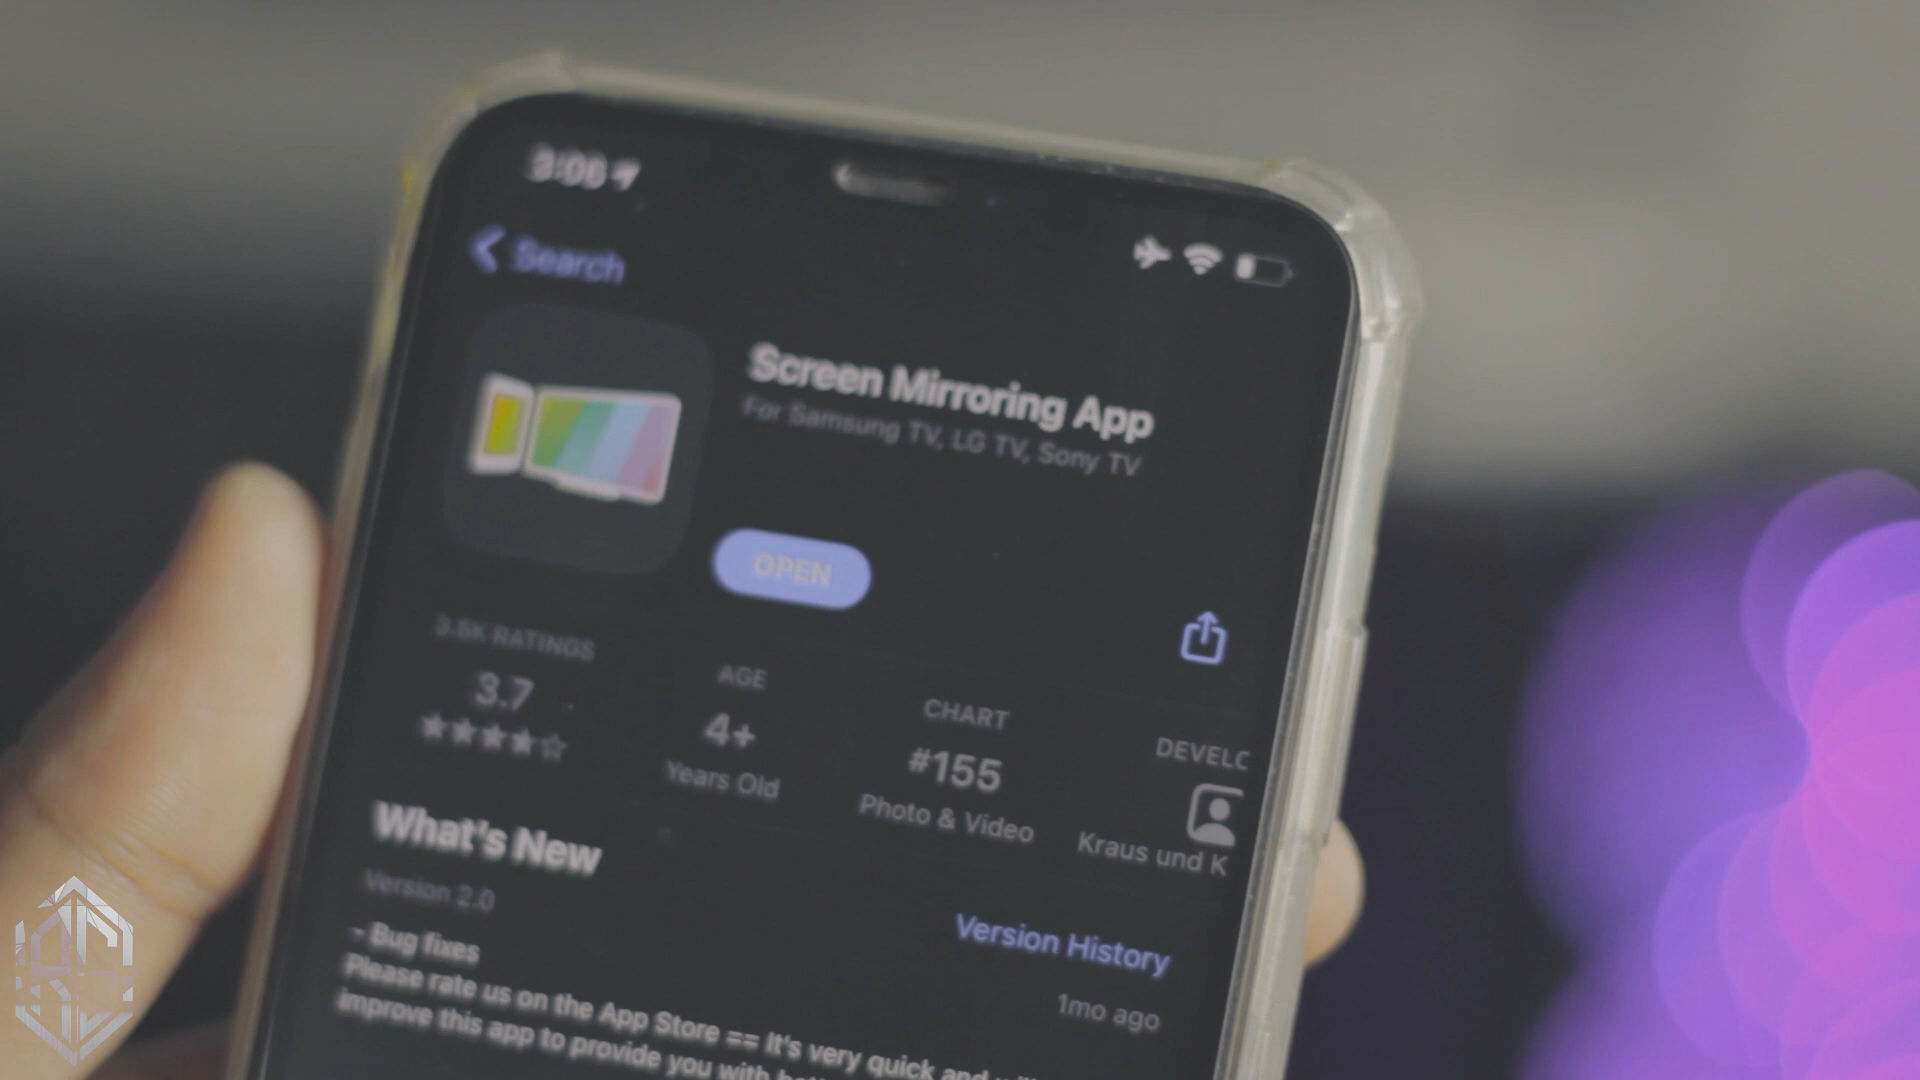 3:06
Search
Screen Mirroring App
For Samsung TV, LG TV, Sony TV
OPEN
3.5K RATINGS
3.7
AGE
4+
Years Old
CHART
#155
Photo & Video
DEVELC
Kraus und K
What's New
Version History
Version 2.0
1mo ago
- Bug fixes
Please rate us on the App Store == It's very quick and
improve this app to provide you with